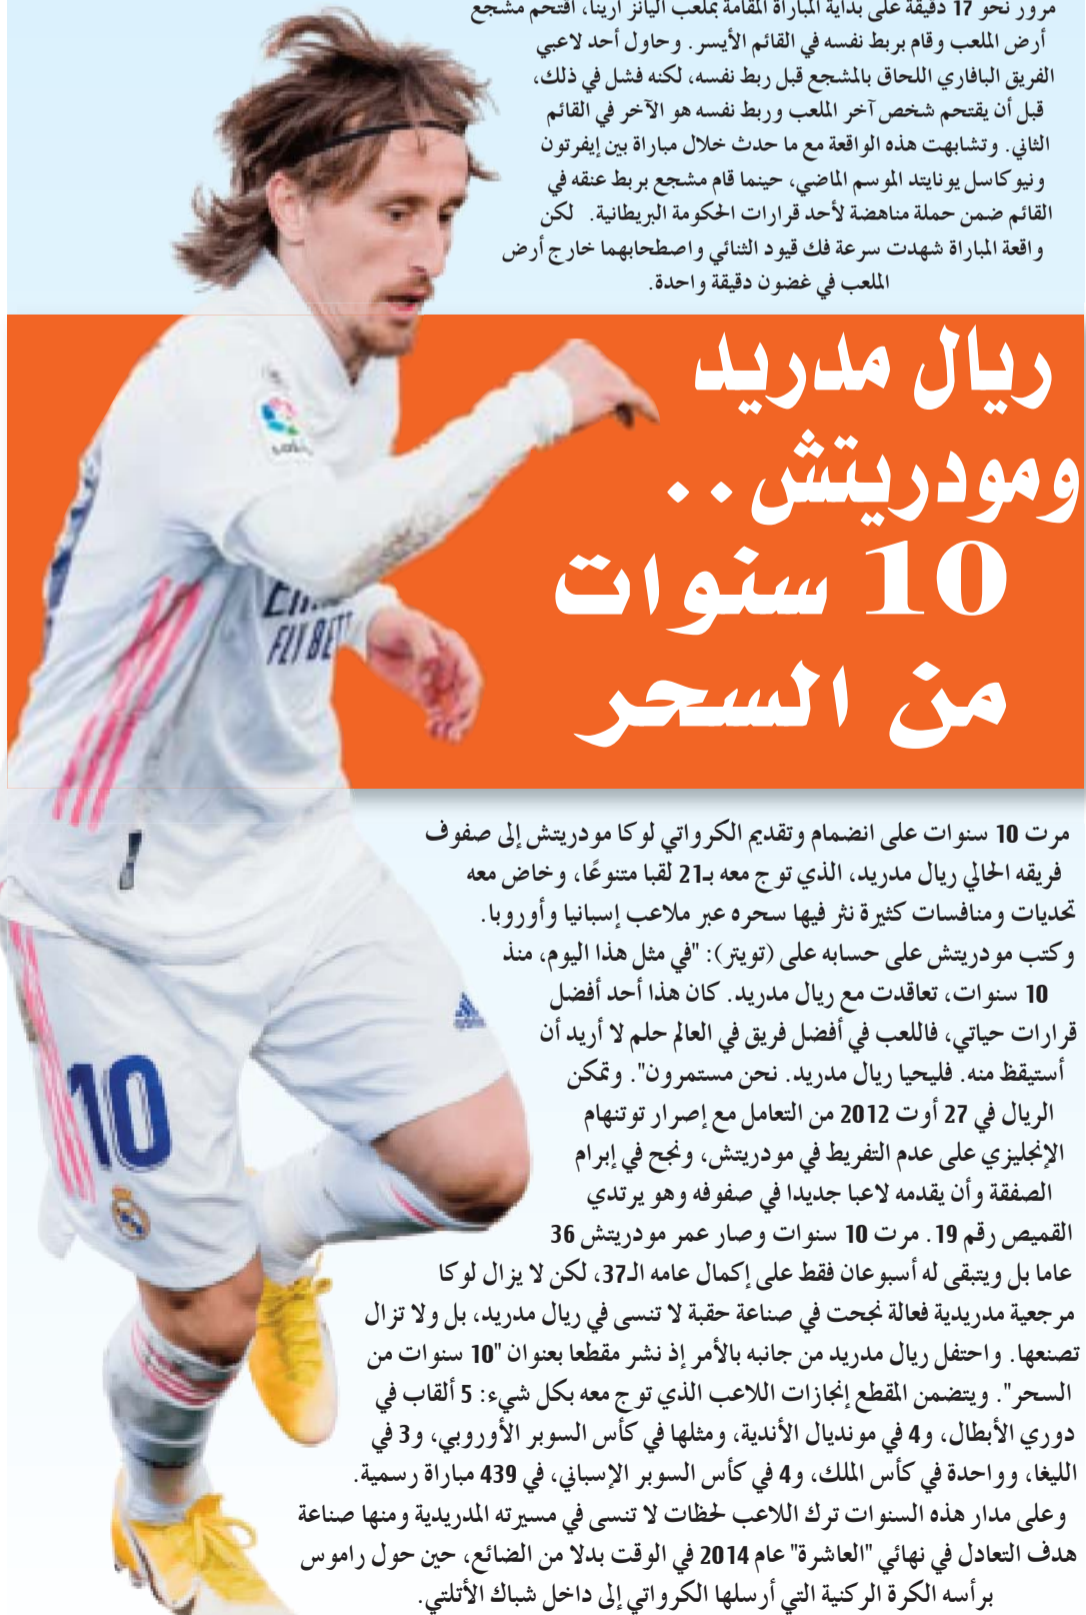 مرور نحو 17 دقيقة على بداية المباراة المقامة بملعب أليانز أرينا، اقتحم مشجع
أرض الملعب وقام بربط نفسه في القائم الأيسر. وحاول أحد لاعبي
الفريق البافاري اللحاق بالمشجع قبل ربط نفسه، لكنه فشل في ذلك،
قبل أن يقتحم شخص آخر الملعب وربط نفسه هو الآخر في القائم
الثاني. وتشابهت هذه الواقعة مع ما حدث خلال مباراة بين إيفرتون
ونيوكاسل يونايتد الموسم الماضي، حينما قام مشجع بربط عنقه في
القائم ضمن حملة مناهضة لأحد قرارات الحكومة البريطانية. لكن
واقعة المباراة شهدت سرعة فك قيود الثنائي واصطحابهما خارج أرض
الملعب في غضون دقيقة واحدة.
ريال مدريد
ومودريتش..
10 سنوات
من السحر
FLY BET
10
مرت 10 سنوات على انضمام وتقديم الكرواتي لوكا مودريتش إلى صفوف
فريقه الحالي ريال مدريد، الذي توج معه بـ21 لقبا متنوعًا، وخاض معه
تحديات ومنافسات كثيرة نثر فيها سحره عبر ملاعب إسبانيا وأوروبا.
وكتب مودريتش على حسابه على (تويتر): "في مثل هذا اليوم، منذ
10 سنوات، تعاقدت مع ريال مدريد. كان هذا أحد أفضل
قرارات حياتي، فاللعب في أفضل فريق في العالم حلم لا أريد أن
أستيقظ منه. فليحيا ريال مدريد. نحن مستمرون". وتمكن
الريال في 27 أوت 2012 من التعامل مع إصرار توتنهام
الإنجليزي على عدم التفريط في مودريتش، ونجح في إبرام
الصفقة وأن يقدمه لاعبا جديدا في صفوفه وهو يرتدي
القميص رقم 19. مرت 10 سنوات وصار عمر مودريتش 36
عاما بل ويتبقى له أسبوعان فقط على إكمال عامه الـ37، لكن لا يزال لوكا
مرجعية مدريدية فعالة نجحت في صناعة حقبة لا تنسى في ريال مدريد، بل ولا تزال
تصنعها. واحتفل ريال مدريد من جانبه بالأمر إذ نشر مقطعا بعنوان "10 سنوات من
السحر". ويتضمن المقطع إنجازات اللاعب الذي توج معه بكل شيء: 5 ألقاب في
دوري الأبطال، و4 في مونديال الأندية، ومثلها في كأس السوبر الأوروبي، و3 في
الليغا، وواحدة في كأس الملك، و4 في كأس السوبر الإسباني، في 439 مباراة رسمية.
وعلى مدار هذه السنوات ترك اللاعب لحظات لا تنسى في مسيرته المدريدية ومنها صناعة
هدف التعادل في نهائي "العاشرة" عام 2014 في الوقت بدلا من الضائع، حين حول راموس
برأسه الكرة الركنية التي أرسلها الكرواتي إلى داخل شباك الأتلتي.